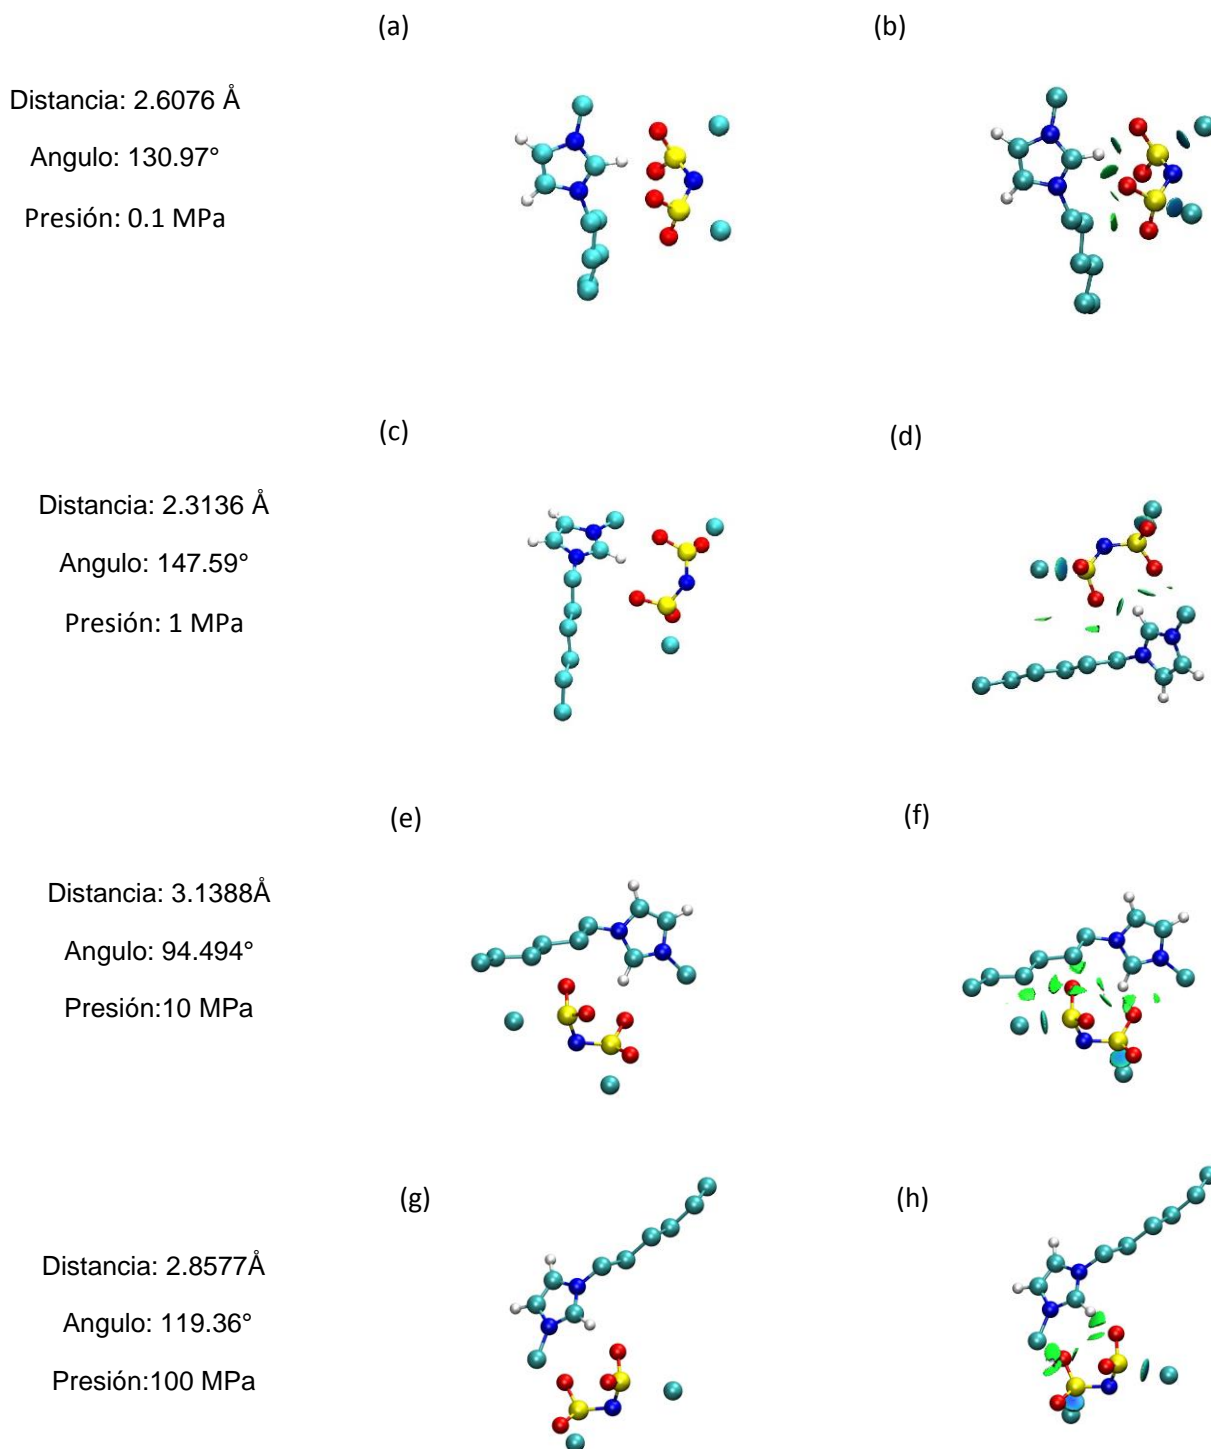 (a)
(b)
Distancia: 2.6076 Å
Angulo: 130.97°
Presión: 0.1 MPa
(c)
(d)
Distancia: 2.3136 Å
Angulo: 147.59°
Presión: 1 MPa
(e)
(f)
Distancia: 3.1388Å
Angulo: 94.494°
Presión:10 MPa
(g)
(h)
Distancia: 2.8577Å
Angulo: 119.36°
Presión:100 MPa